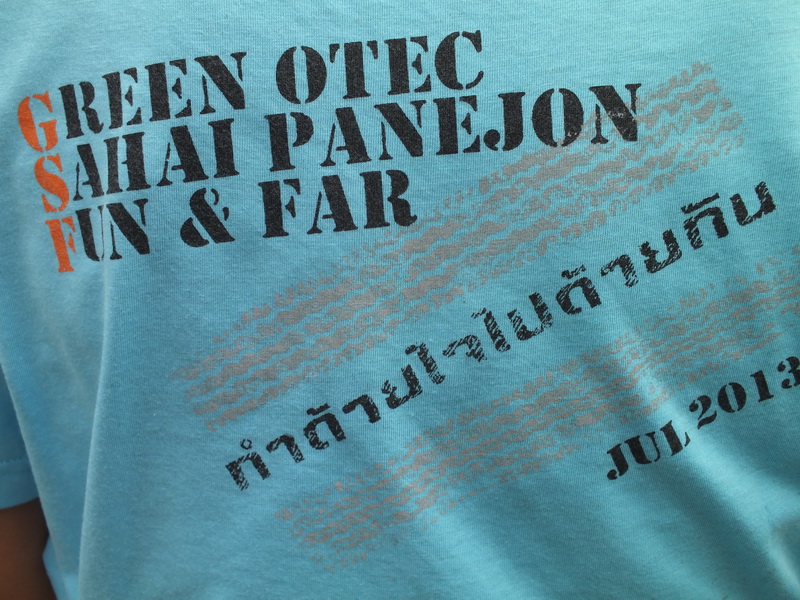 GREEN OTEC
SAHAI PANEJON
FUN & FAR
ทำด้วยใจไปด้วยกัน
JUL 2013